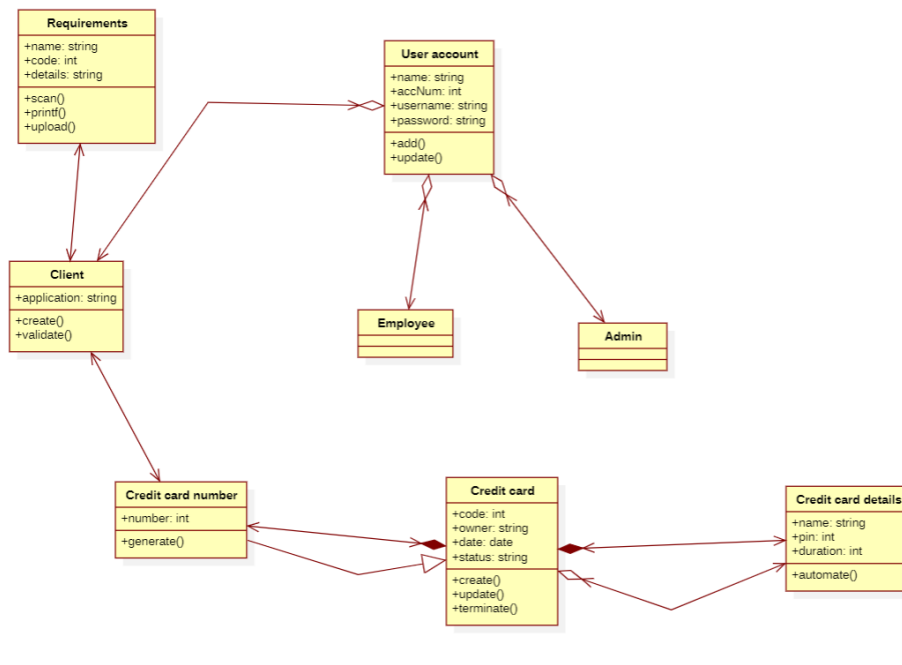 Requirements
+name: string
+code: int
+details: string
+scan()
+printf()
+upload()
User account
+name: string
+accNum: int
+username: string
+password: string
+add()
+update()
Client
+application: string
+create()
+validate()
Employee
Admin
Credit card number
+number: int
+generate()
Credit card
+code: int
+owner: string
+date: date
+status: string
+create()
+update()
+terminate()
Credit card details
+name: string
+pin: int
+duration: int
+automate()